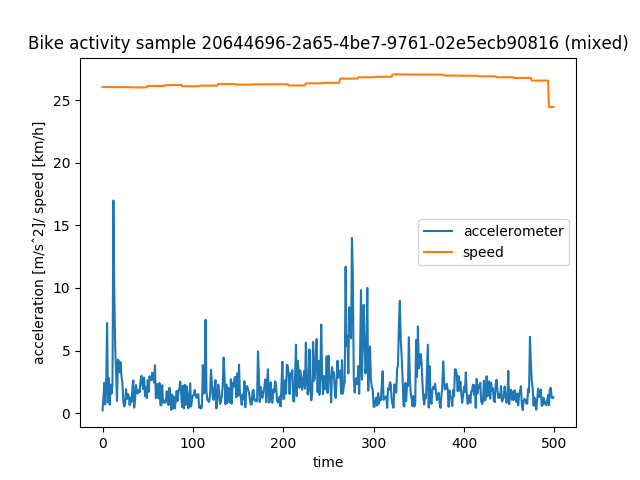 Bike activity sample 20644696-2a65-4be7-9761-02e5ecb90816 (mixed)
acceleration [m/s^2]/ speed [km/h]
25
20
15
10
5
0
accelerometer
speed
0 100 200 300 400 500
time